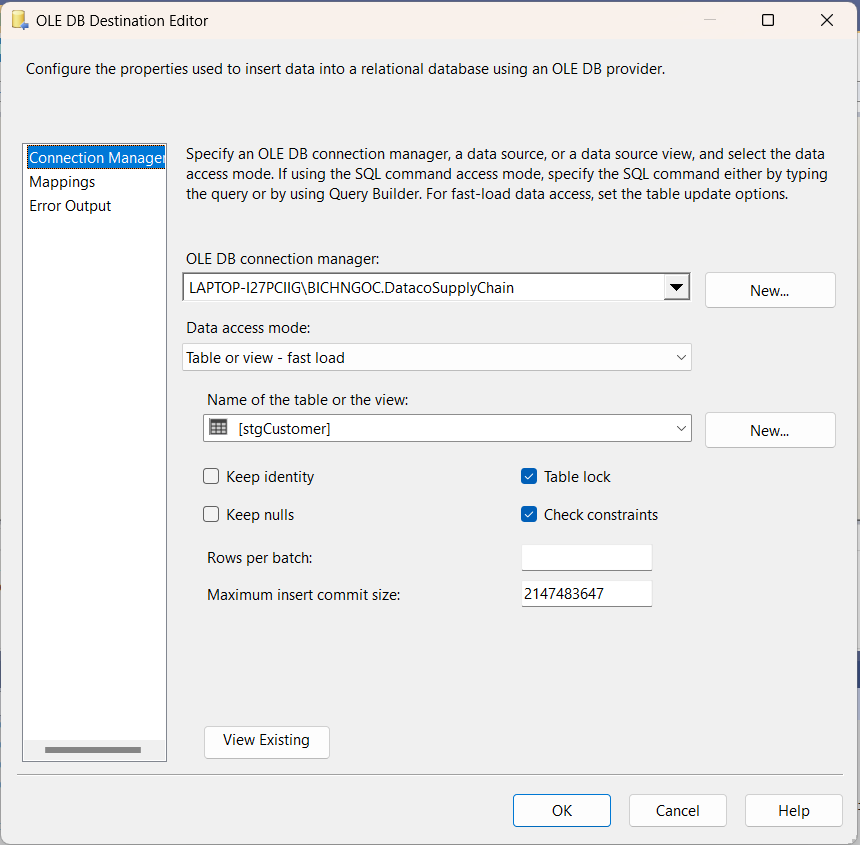 OLE DB Destination Editor
Configure the properties used to insert data into a relational database using an OLE DB provider.
Connection Manager
Mappings
Error Output
Specify an OLE DB connection manager, a data source, or a data source view, and select the data
access mode. If using the SQL command access mode, specify the SQL command either by typing
the query or by using Query Builder. For fast-load data access, set the table update options.
OLE DB connection manager:
LAPTOP-I27PCIIG\BICHNGOC.DatacoSupplyChain
New...
Data access mode:
Table or view - fast load
Name of the table or the view:
[stgCustomer]
New...
Keep identity
Table lock
Keep nulls
Check constraints
Rows per batch:
Maximum insert commit size:
2147483647
View Existing
OK
Cancel
Help